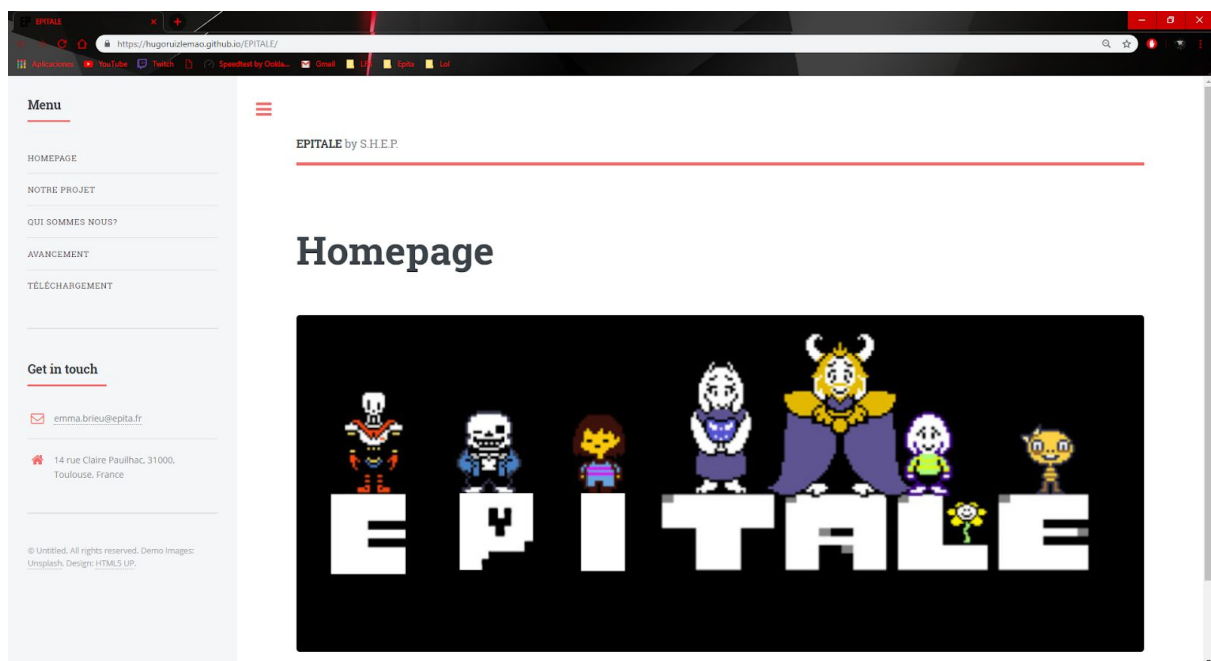 EPITALE
https://hugoruizlemao.github.io/EPITALE/
Aplicaciones YouTube Twitch Speedtest by Ookla... Gmail Epita Lol
Menu
HOMEPAGE
NOTRE PROJET
QUI SOMMES NOUS?
AVANCEMENT
TÉLÉCHARGEMENT
Get in touch
emma.brieu@epita.fr
14 rue Claire Pauilhac, 31000,
Toulouse, France
© Untitled. All rights reserved. Demo Images:
Unsplash. Design: HTML5 UP.
EPITALE by S.H.E.P.
Homepage
EPITALE